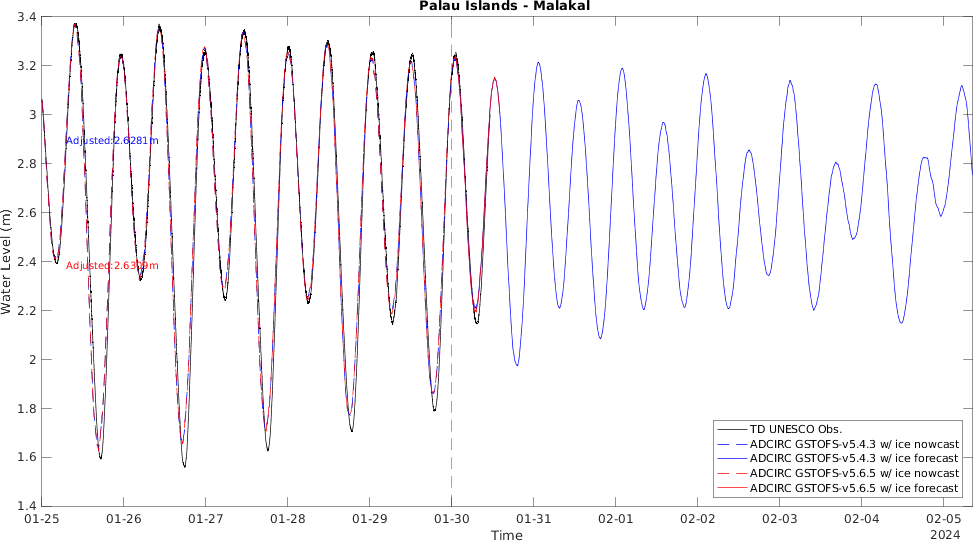 Palau Islands - Malakal
3.4
3.2
3
2.8
2.6
2.4
2.2
2
1.8
1.6
1.4
Water Level (m)
Adjusted:2.6281m
Adjusted:2.6309m
TD UNESCO Obs.
ADCIRC GSTOFS-v5.4.3 w/ ice nowcast
ADCIRC GSTOFS-v5.4.3 w/ ice forecast
ADCIRC GSTOFS-v5.6.5 w/ ice nowcast
ADCIRC GSTOFS-v5.6.5 w/ ice forecast
01-25 01-26 01-27 01-28 01-29 01-30 01-31 02-01 02-02 02-03 02-04 02-05
Time
2024